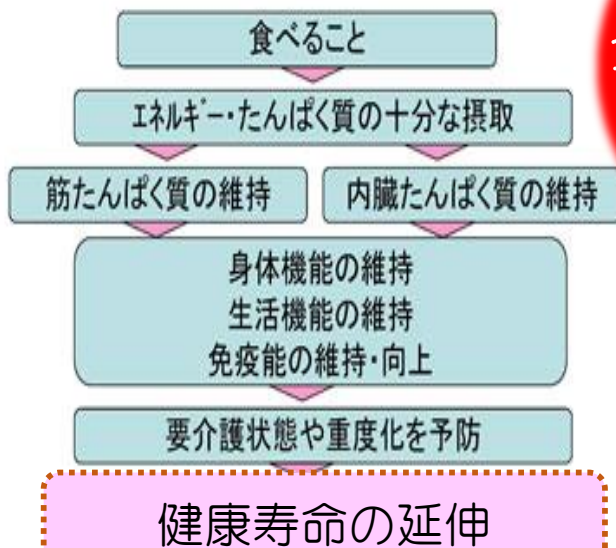 食べること
エネルギー・たんぱく質の十分な摂取
筋たんぱく質の維持
内臓たんぱく質の維持
身体機能の維持
生活機能の維持
免疫能の維持・向上
要介護状態や重度化を予防
健康寿命の延伸